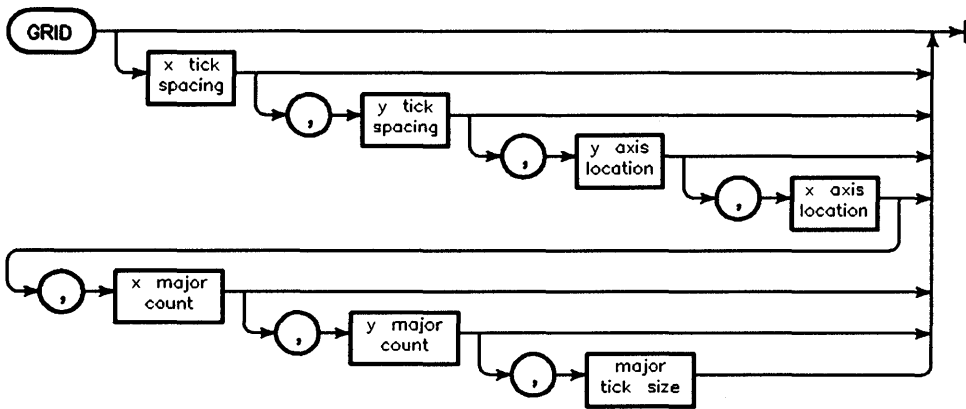 GRID
x tick
spacing
,
y tick
spacing
,
y axis
location
,
x axis
location
,
x major
count
,
y major
count
,
major
tick size